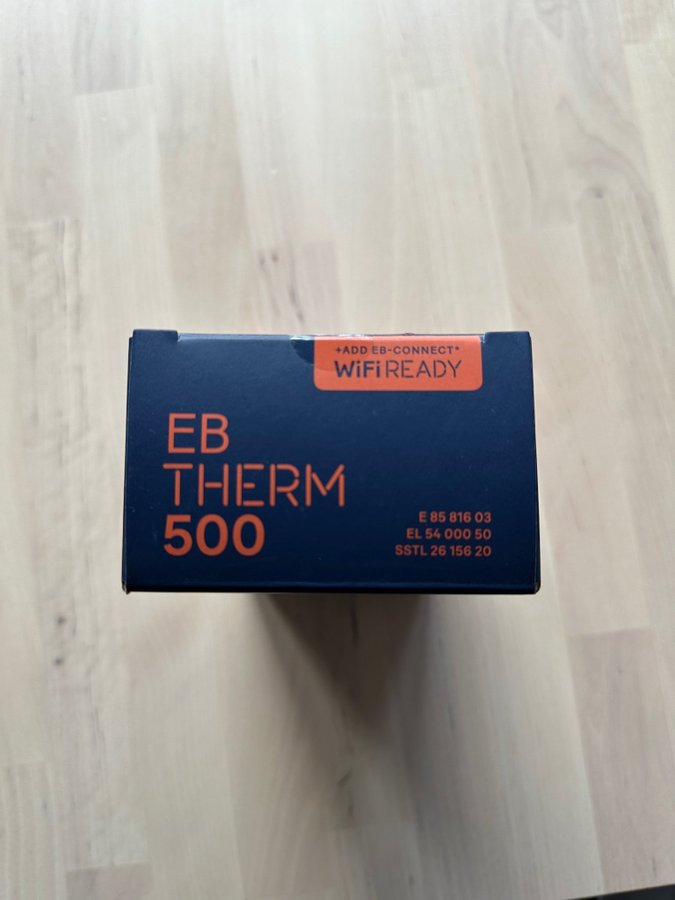 +ADD EB-CONNECT*
WiFi READY
EB
THERM
500
E 85 816 03
EL 54 000 50
SSTL 26 156 20